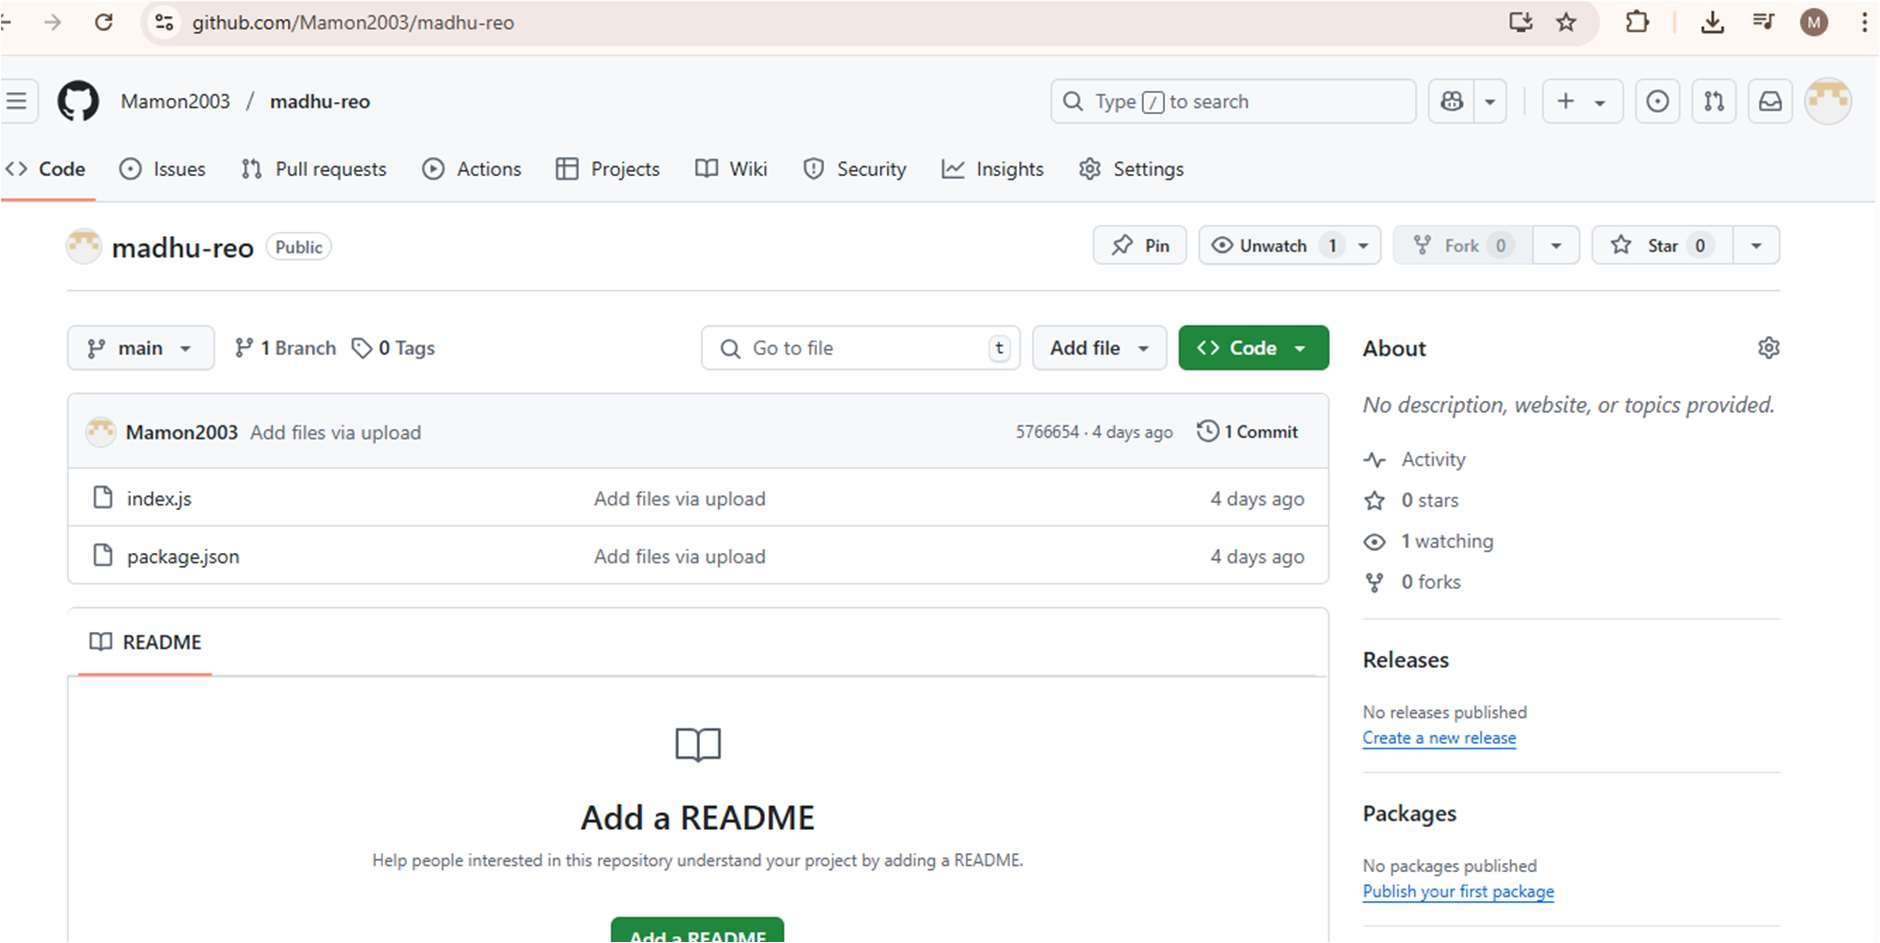 github.com/Mamon2003/madhu-reo
M
Mamon2003 / madhu-reo
Type / to search
Code Issues Pull requests Actions Projects Wiki Security Insights Settings
madhu-reo Public
Pin Unwatch 1 Fork 0 Star 0
main 1 Branch 0 Tags
Go to file t Add file Code
Mamon2003 Add files via upload 5766654 · 4 days ago 1 Commit
index.js Add files via upload 4 days ago
package.json Add files via upload 4 days ago
README
Add a README
Help people interested in this repository understand your project by adding a README.
Add a README
About
No description, website, or topics provided.
Activity
0 stars
1 watching
0 forks
Releases
No releases published
Create a new release
Packages
No packages published
Publish your first package